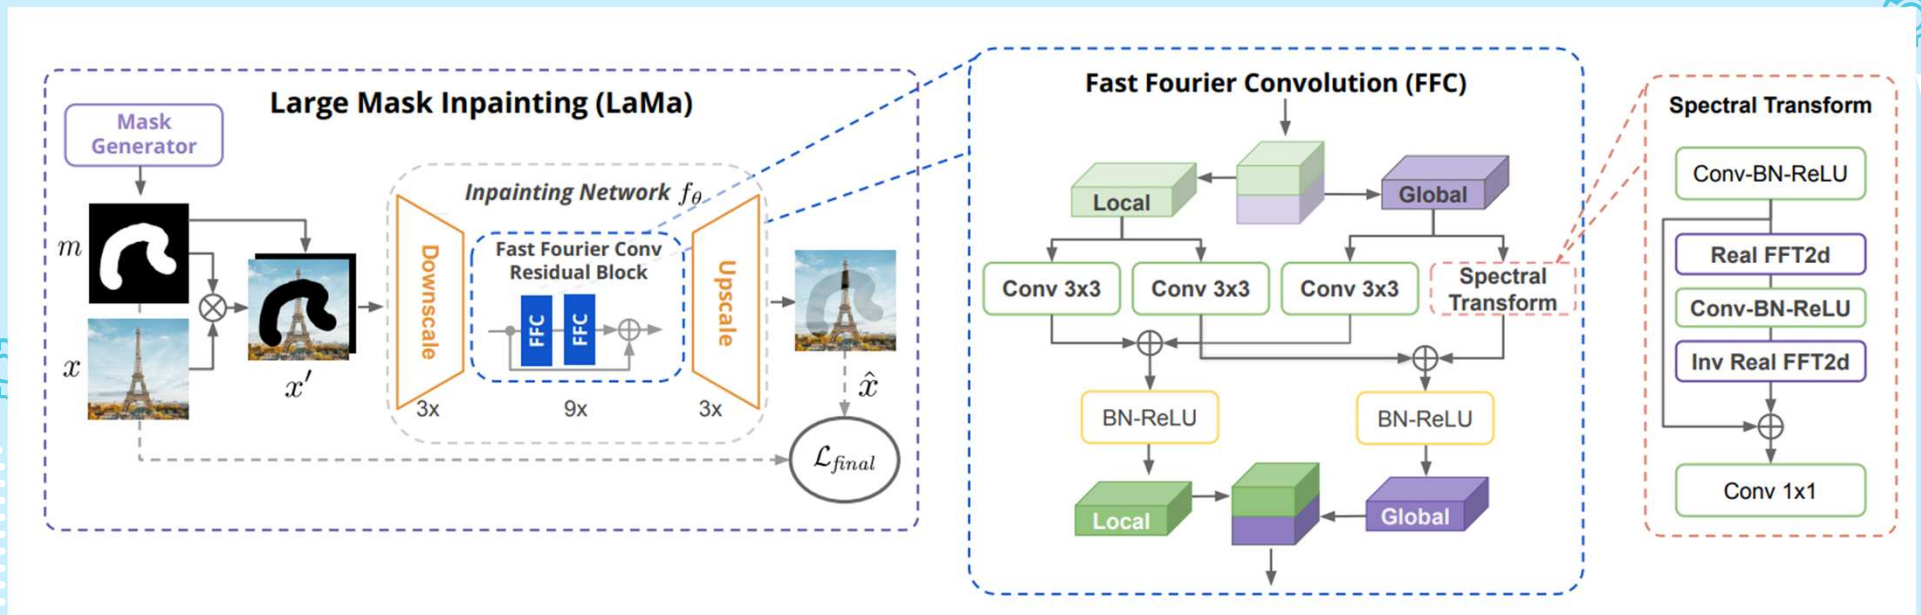 Large Mask Inpainting (LaMa)
Mask
Generator
m
x
x′
Inpainting Network f_θ
Downscale
3x
Fast Fourier Conv
Residual Block
FFC
FFC
9x
Upscale
3x
x̂
ℒ_final
Fast Fourier Convolution (FFC)
Local
Global
Conv 3x3
Conv 3x3
Conv 3x3
Spectral
Transform
BN-ReLU
BN-ReLU
Local
Global
Spectral Transform
Conv-BN-ReLU
Real FFT2d
Conv-BN-ReLU
Inv Real FFT2d
Conv 1x1